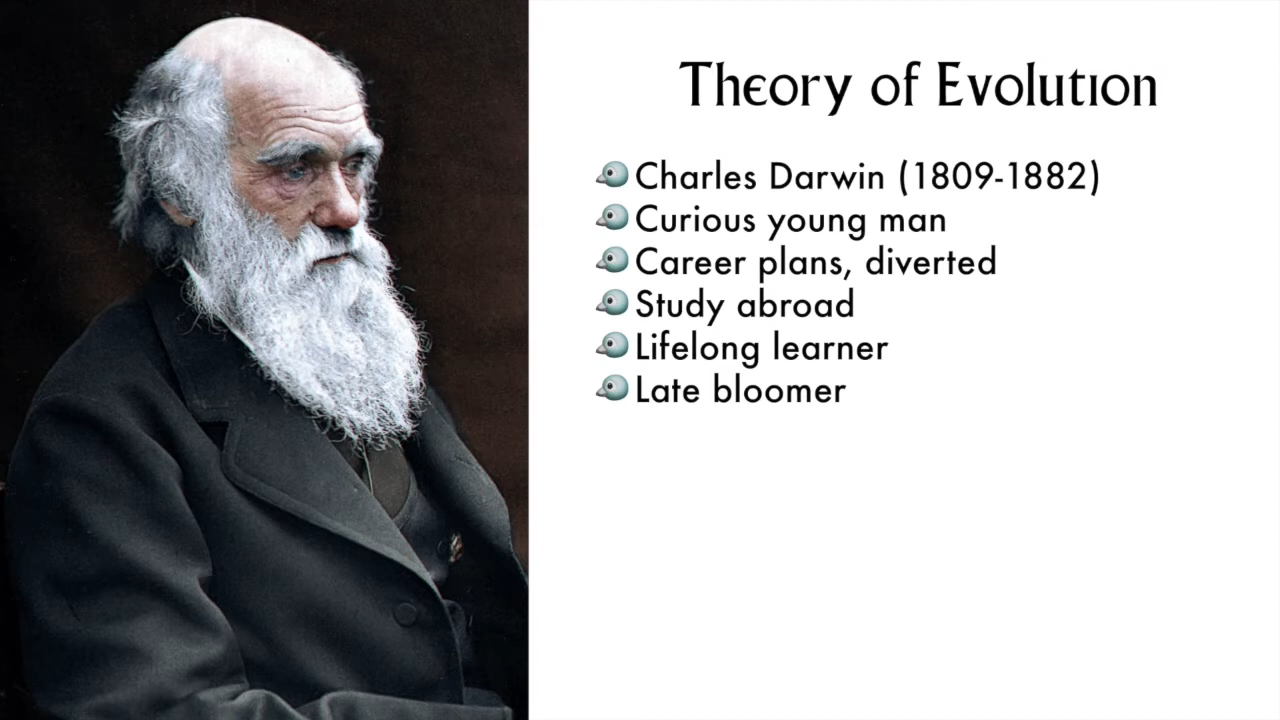 Theory of Evolution
Charles Darwin (1809-1882)
Curious young man
Career plans, diverted
Study abroad
Lifelong learner
Late bloomer